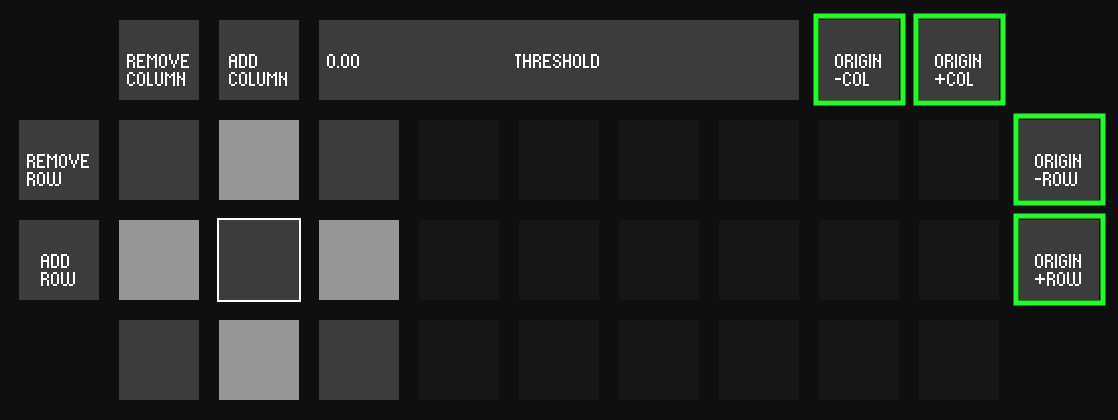 REMOVE
COLUMN
ADD
COLUMN
0.00
THRESHOLD
ORIGIN
-COL
ORIGIN
+COL
REMOVE
ROW
ORIGIN
-ROW
ADD
ROW
ORIGIN
+ROW